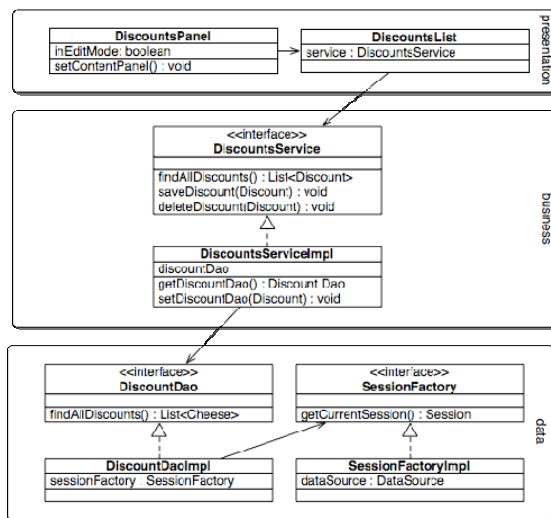 DiscountsPanel
inEditMode: boolean
setContentPanel() : void
DiscountsList
service : DiscountsService
presentation
<<interface>>
DiscountsService
findAllDiscounts() : List<Discount>
saveDiscount(Discount) : void
deleteDiscount(Discount) : void
DiscountsServiceImpl
discountDao
getDiscountDao() : Discount Dao
setDiscountDao(Discount) : void
business
<<interface>>
DiscountDao
findAllDiscounts() : List<Cheese>
<<interface>>
SessionFactory
getCurrentSession() : Session
DiscountDaoImpl
sessionFactory : SessionFactory
SessionFactoryImpl
dataSource : DataSource
data